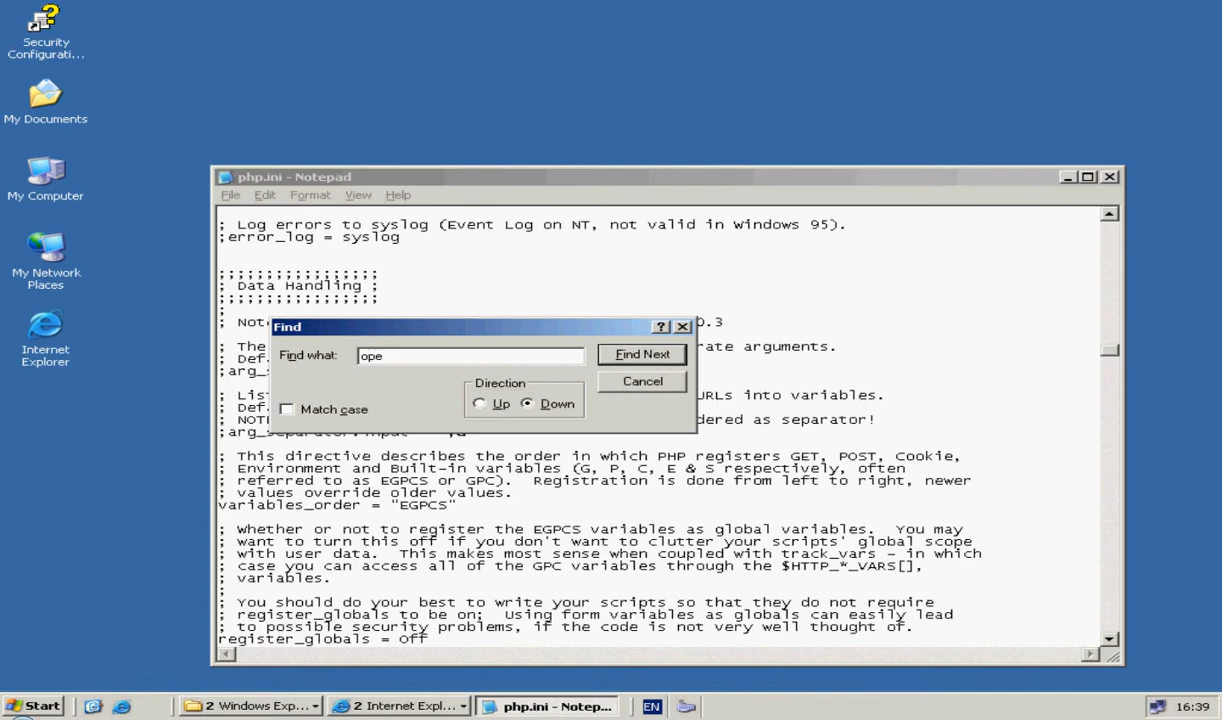 Security
Configurati...
My Documents
My Computer
My Network
Places
Internet
Explorer
php.ini - Notepad
File Edit Format View Help
; Log errors to syslog (Event Log on NT, not valid in Windows 95).
;error_log = syslog
;;;;;;;;;;;;;;;;;
; Data Handling ;
;;;;;;;;;;;;;;;;;
;
; Not 0.3
; The rate arguments.
; Def
;arg_
; Lis URLs into variables.
; Def
; NOT dered as separator!
;arg_
Find
Find what: ope
Find Next
Cancel
Direction
Up Down
Match case
; This directive describes the order in which PHP registers GET, POST, Cookie,
; Environment and Built-in variables (G, P, C, E & S respectively, often
; referred to as EGPCS or GPC).  Registration is done from left to right, newer
; values override older values.
variables_order = "EGPCS"
; Whether or not to register the EGPCS variables as global variables.  You may
; want to turn this off if you don't want to clutter your scripts' global scope
; with user data.  This makes most sense when coupled with track_vars - in which
; case you can access all of the GPC variables through the $HTTP_*_VARS[],
; variables.
;
; You should do your best to write your scripts so that they do not require
; register_globals to be on;  Using form variables as globals can easily lead
; to possible security problems, if the code is not very well thought of.
register_globals = Off
Start
2 Windows Exp...
2 Internet Expl...
php.ini - Notep...
EN
16:39